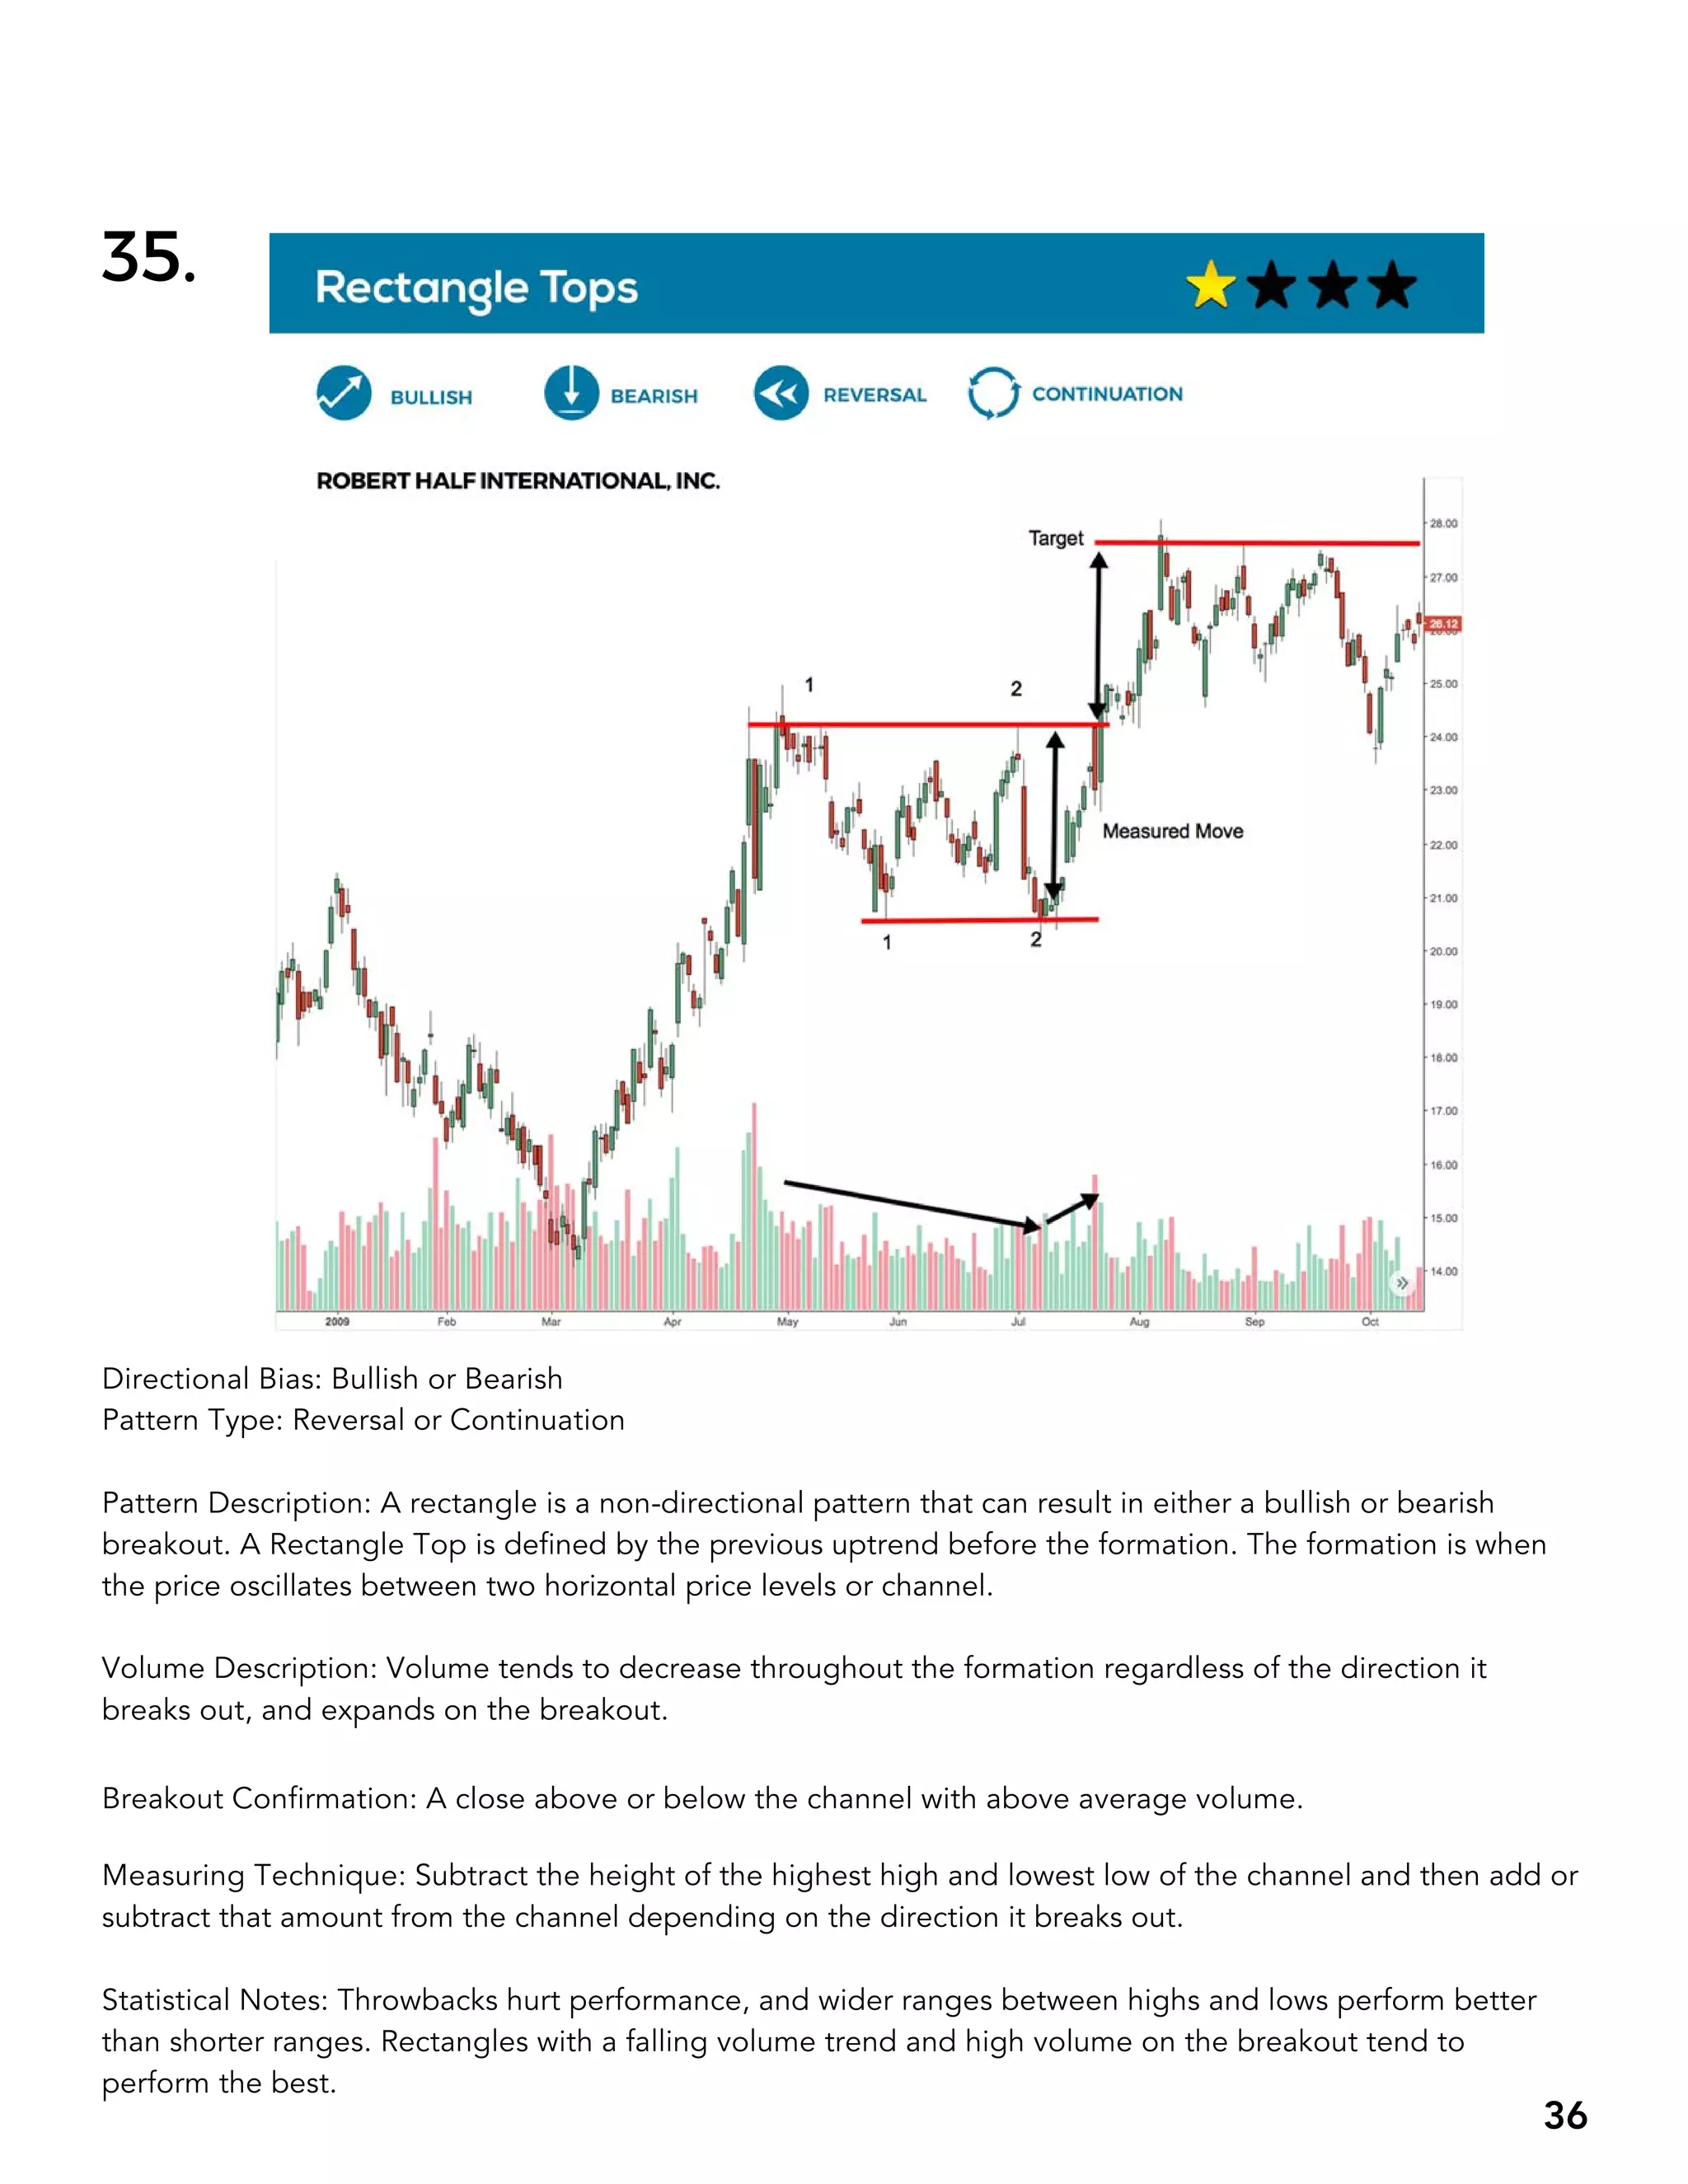 35.
Rectangle Tops
BULLISH
BEARISH
REVERSAL
CONTINUATION
ROBERT HALF INTERNATIONAL, INC.
28.00
Target
27.00
26.12
26.00
1
2
25.00
24.00
23.00
Measured Move
22.00
21.00
1
2
20.00
19.00
18.00
17.00
16.00
15.00
14.00
2009 Feb Mar Apr May Jun Jul Aug Sep Oct
Directional Bias: Bullish or Bearish
Pattern Type: Reversal or Continuation
Pattern Description: A rectangle is a non-directional pattern that can result in either a bullish or bearish
breakout. A Rectangle Top is defined by the previous uptrend before the formation. The formation is when
the price oscillates between two horizontal price levels or channel.
Volume Description: Volume tends to decrease throughout the formation regardless of the direction it
breaks out, and expands on the breakout.
Breakout Confirmation: A close above or below the channel with above average volume.
Measuring Technique: Subtract the height of the highest high and lowest low of the channel and then add or
subtract that amount from the channel depending on the direction it breaks out.
Statistical Notes: Throwbacks hurt performance, and wider ranges between highs and lows perform better
than shorter ranges. Rectangles with a falling volume trend and high volume on the breakout tend to
perform the best.
36